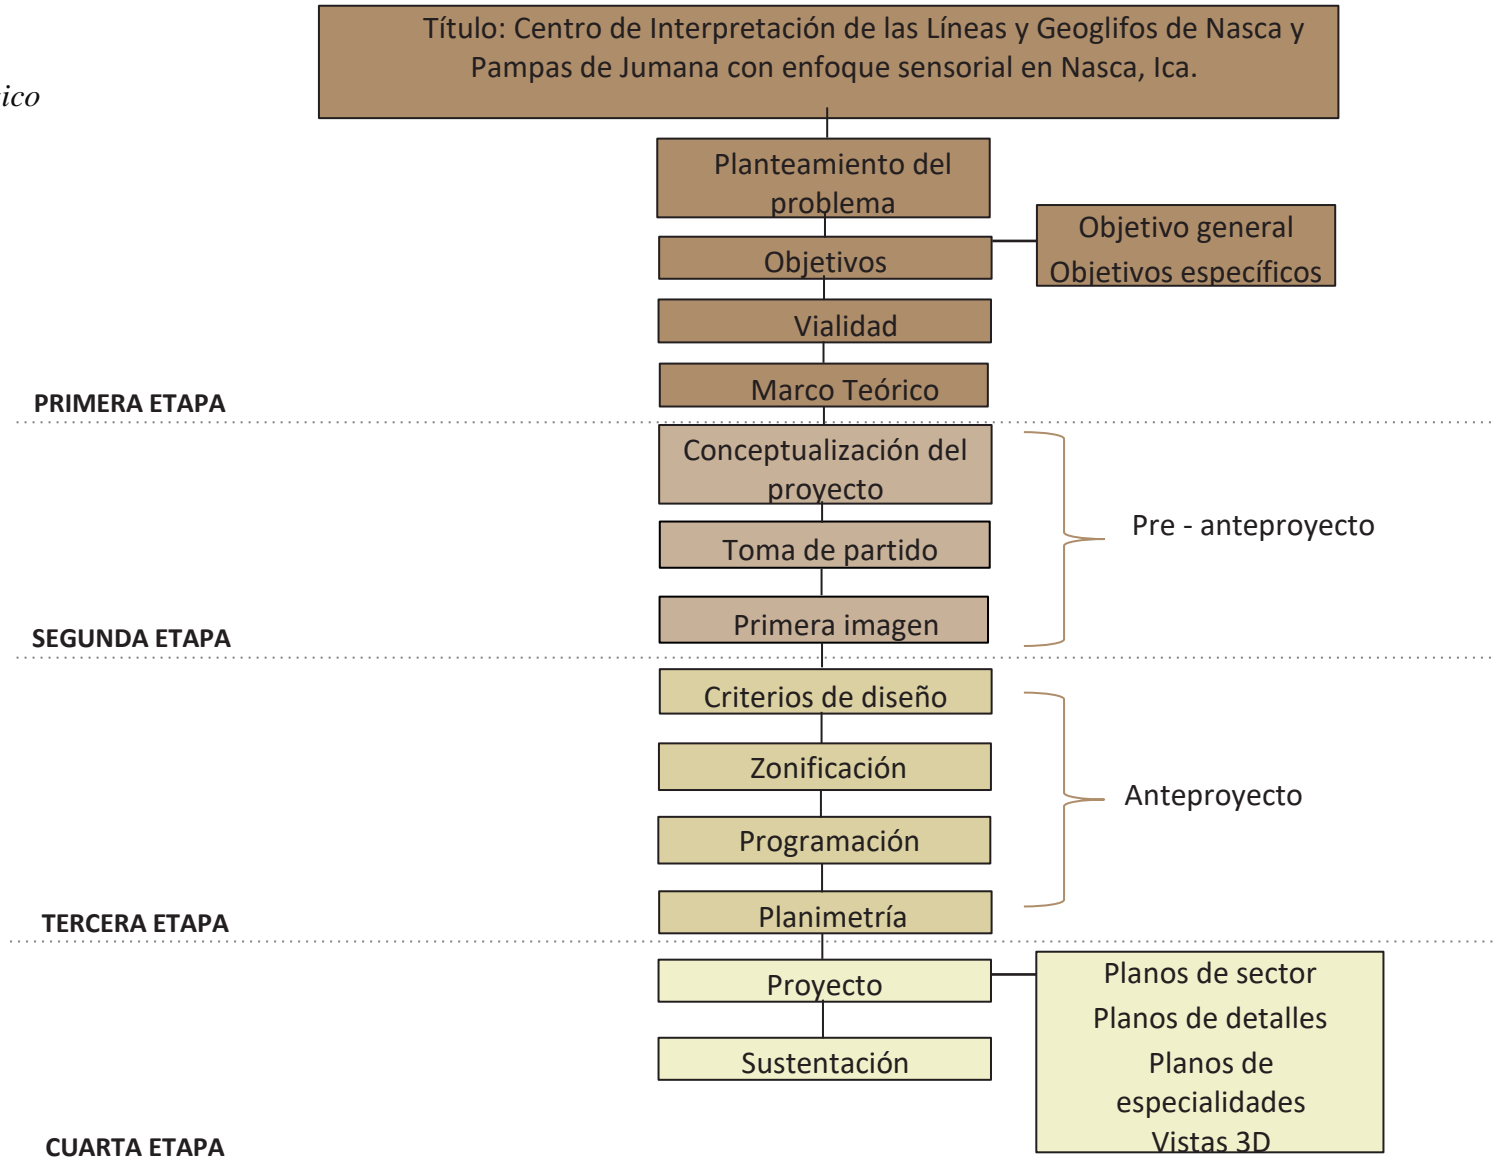 Título: Centro de Interpretación de las Líneas y Geoglifos de Nasca y
Pampas de Jumana con enfoque sensorial en Nasca, Ica.
ico
Planteamiento del
problema
Objetivos
Objetivo general
Objetivos específicos
Vialidad
Marco Teórico
PRIMERA ETAPA
Conceptualización del
proyecto
Toma de partido
Primera imagen
Pre - anteproyecto
SEGUNDA ETAPA
Criterios de diseño
Zonificación
Programación
Planimetría
Anteproyecto
TERCERA ETAPA
Proyecto
Sustentación
Planos de sector
Planos de detalles
Planos de
especialidades
Vistas 3D
CUARTA ETAPA